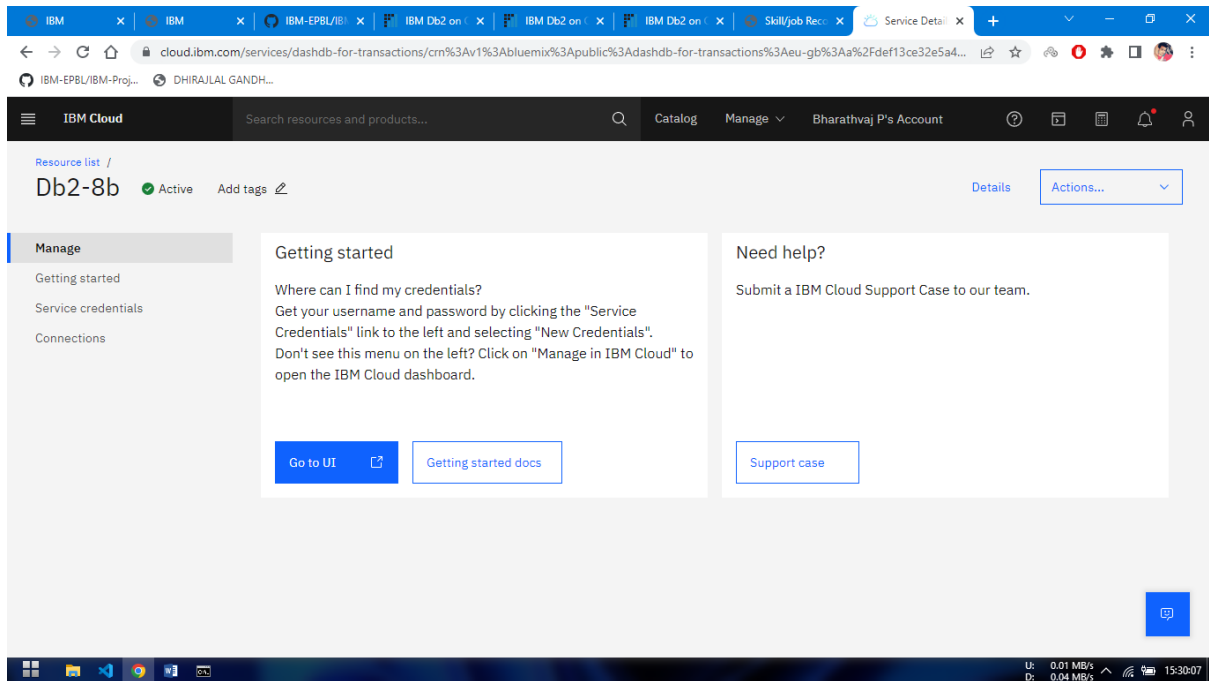 IBM
IBM
IBM-EPBL/IB
IBM Db2 on
IBM Db2 on
IBM Db2 on
Skill/job Reco
Service Detail
cloud.ibm.com/services/dashdb-for-transactions/crn%3Av1%3Abluemix%3Apublic%3Adashdb-for-transactions%3Aeu-gb%3Aa%2Fdef13ce32e5a4...
IBM-EPBL/IBM-Proj...
DHIRAJLAL GANDH...
IBM Cloud
Search resources and products...
Catalog
Manage
Bharathvaj P's Account
Resource list /
Db2-8b
Active
Add tags
Details
Actions...
Manage
Getting started
Service credentials
Connections
Getting started
Where can I find my credentials?
Get your username and password by clicking the "Service
Credentials" link to the left and selecting "New Credentials".
Don't see this menu on the left? Click on "Manage in IBM Cloud" to
open the IBM Cloud dashboard.
Go to UI
Getting started docs
Need help?
Submit a IBM Cloud Support Case to our team.
Support case
U: 0.01 MB/s
D: 0.04 MB/s
15:30:07